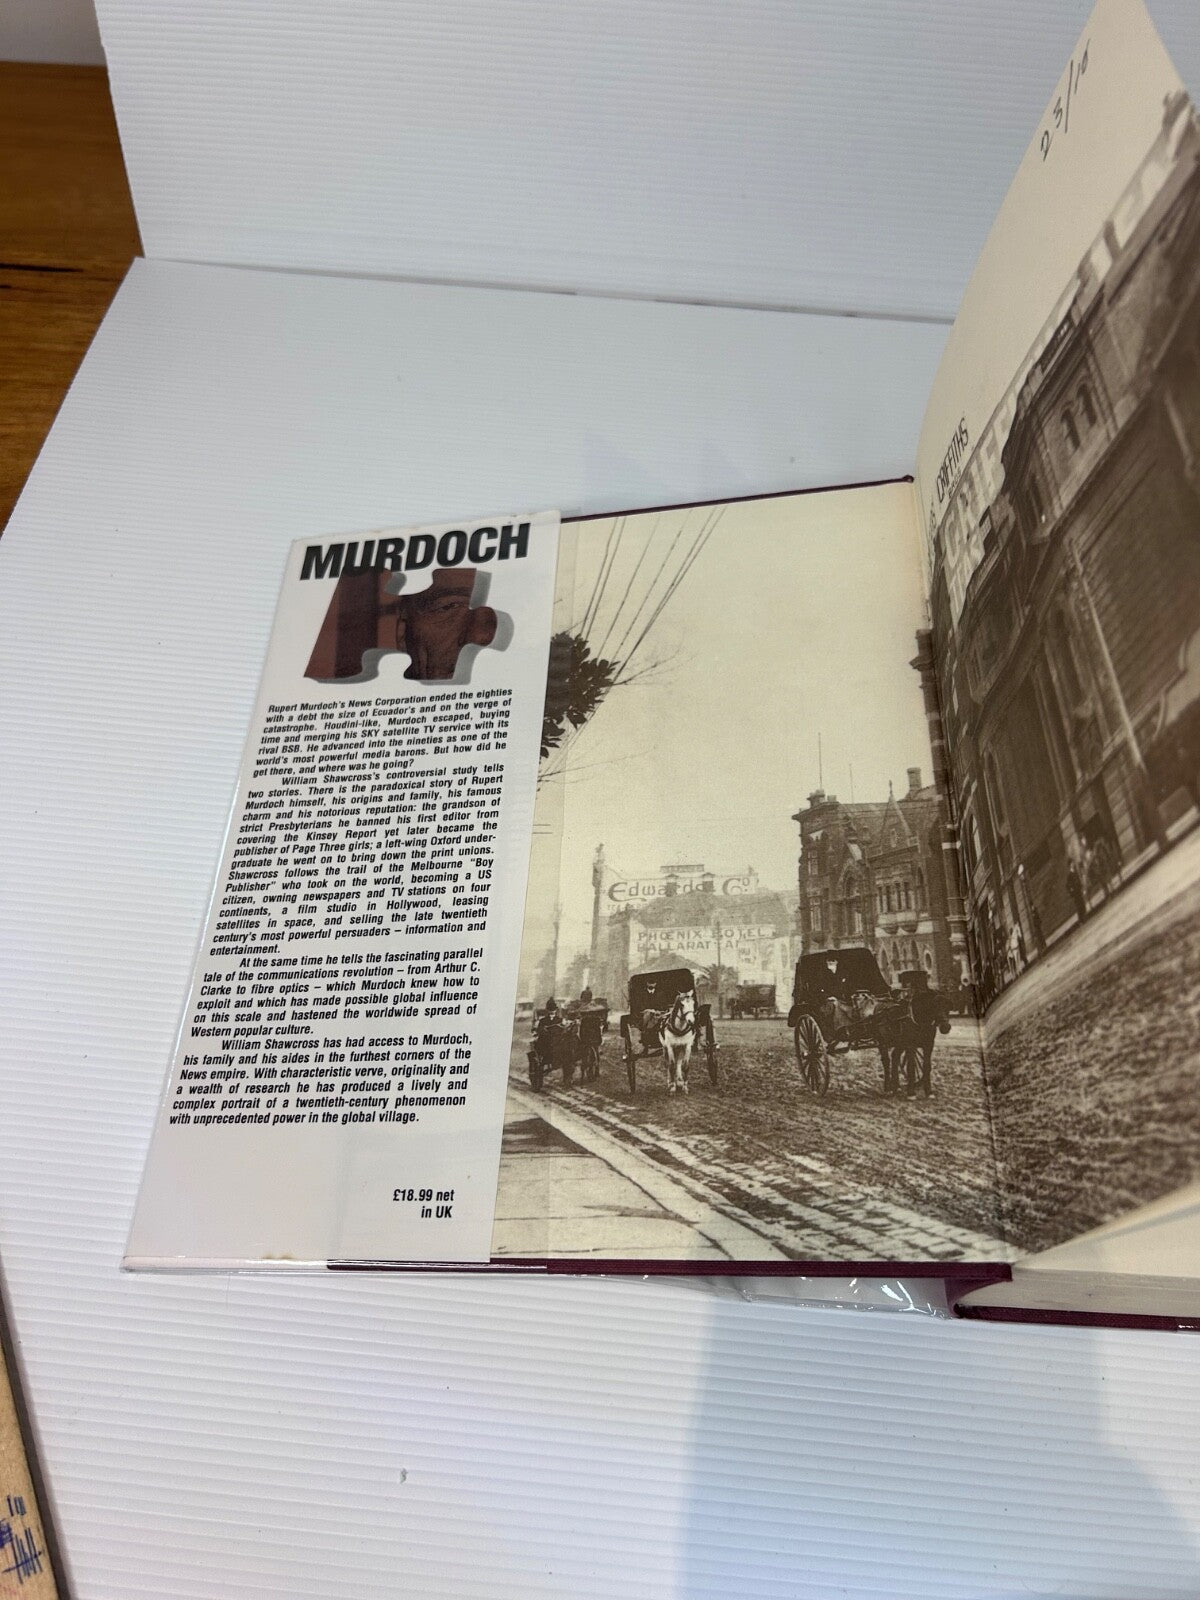 MURDOCH
Rupert Murdoch's News Corporation ended the eighties
with a debt the size of Ecuador's and on the verge of
catastrophe. Houdini-like, Murdoch escaped, buying
time and merging his SKY satellite TV service with its
rival BSB. He advanced into the nineties as one of the
world's most powerful media barons. But how did he
get there, and where was he going?
William Shawcross's controversial study tells
two stories. There is the paradoxical story of Rupert
Murdoch himself, his origins and family, his famous
charm and his notorious reputation: the grandson of
strict Presbyterians he banned his first editor from
covering the Kinsey Report yet later became the
publisher of Page Three girls; a left-wing Oxford under-
graduate he went on to bring down the print unions.
Shawcross follows the trail of the Melbourne "Boy
Publisher" who took on the world, becoming a US
citizen, owning newspapers and TV stations on four
continents, a film studio in Hollywood, leasing
satellites in space, and selling the late twentieth
century's most powerful persuaders – information and
entertainment.
At the same time he tells the fascinating parallel
tale of the communications revolution – from Arthur C.
Clarke to fibre optics – which Murdoch knew how to
exploit and which has made possible global influence
on this scale and hastened the worldwide spread of
Western popular culture.
William Shawcross has had access to Murdoch,
his family and his aides in the furthest corners of the
News empire. With characteristic verve, originality and
a wealth of research he has produced a lively and
complex portrait of a twentieth-century phenomenon
with unprecedented power in the global village.
£18.99 net
in UK
Edwards Co
PHŒNIX HOTEL
BALLARAT
GRIFFITHS
23/10